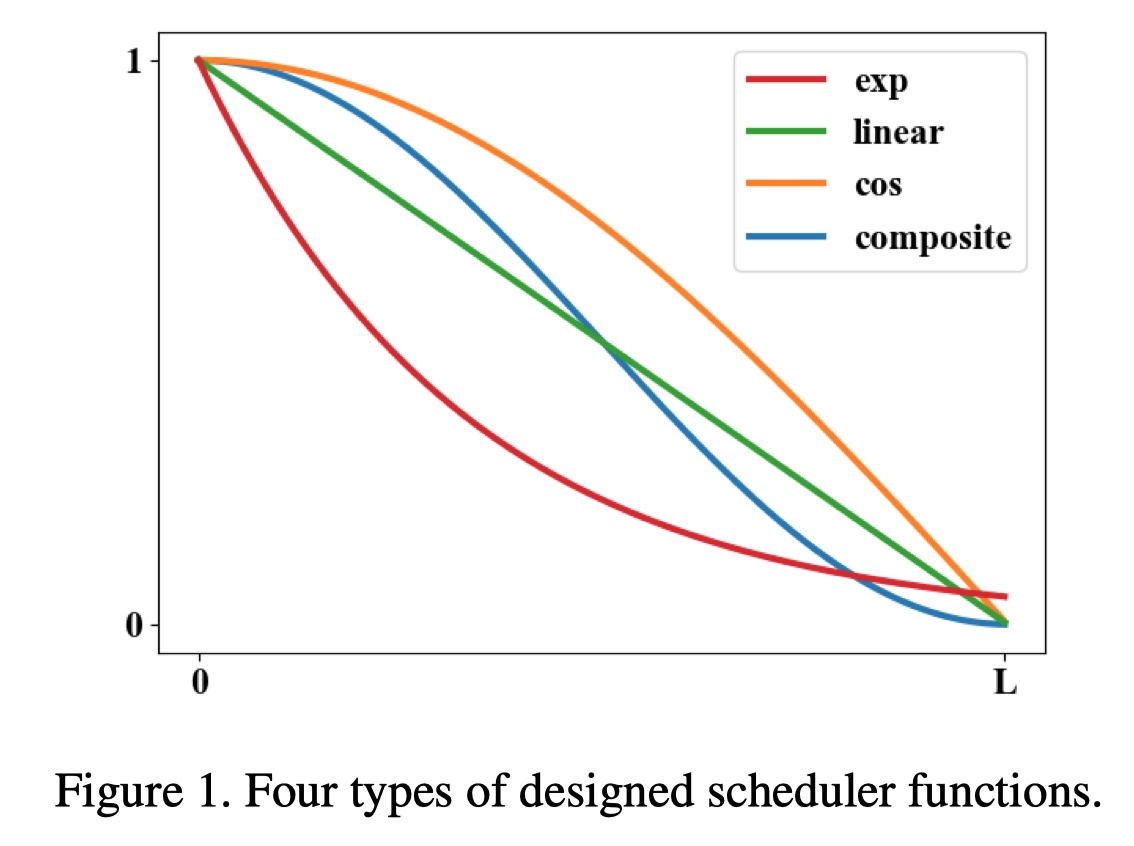 1
exp
linear
cos
composite
0
0
L
Figure 1. Four types of designed scheduler functions.